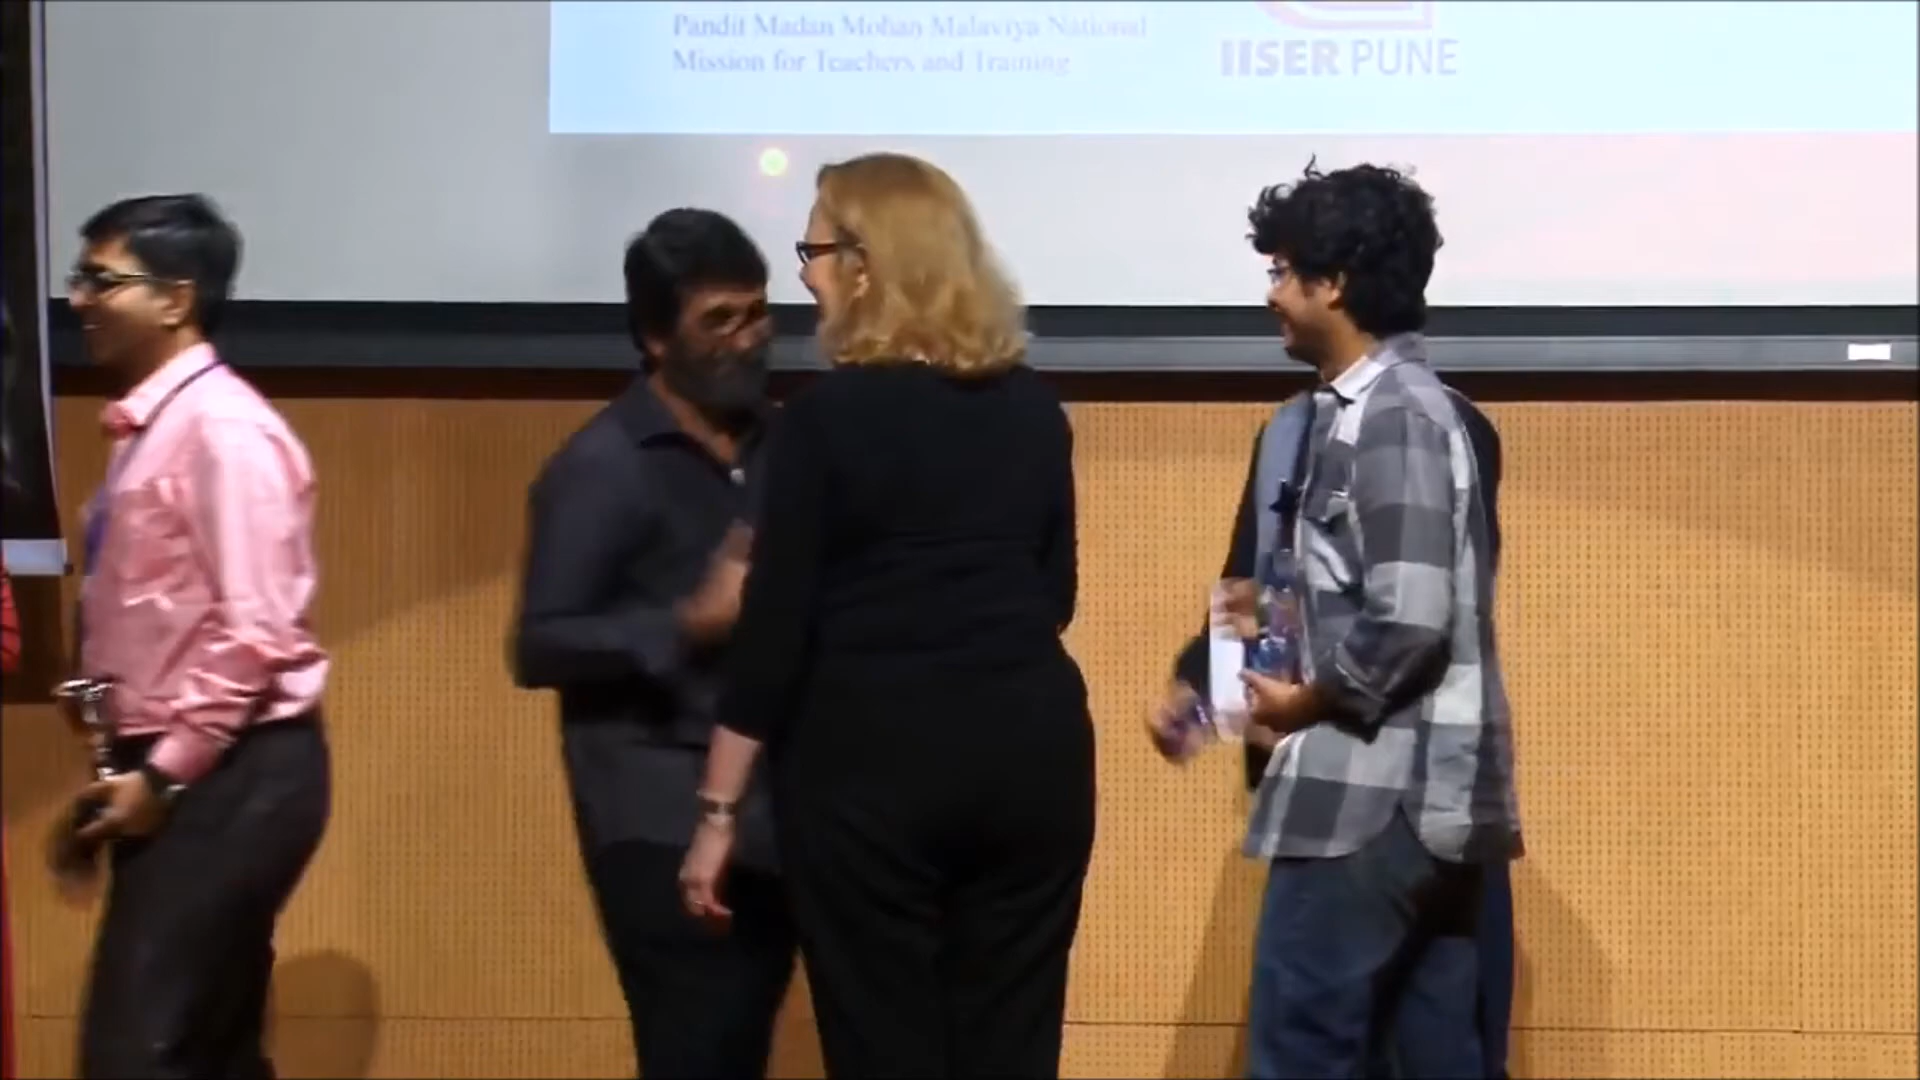 Pandit Madan Mohan Malaviya National
Mission for Teachers and Training
IISER PUNE